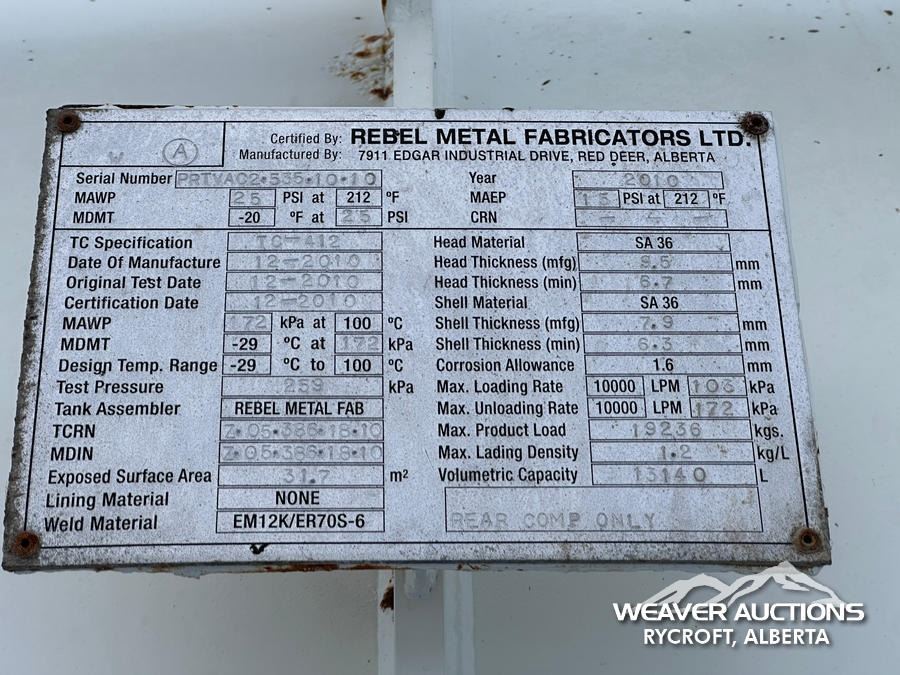 Certified By: REBEL METAL FABRICATORS LTD.
Manufactured By: 7911 EDGAR INDUSTRIAL DRIVE, RED DEER, ALBERTA
W A
Serial Number PRTVAC2·535·10·10 Year 2010
MAWP 25 PSI at 212 ºF MAEP 15 PSI at 212 ºF
MDMT -20 ºF at 25 PSI CRN - - - -
TC Specification TC-412 Head Material SA 36
Date Of Manufacture 12-2010 Head Thickness (mfg) 9.5 mm
Original Test Date 12-2010 Head Thickness (min) 6.7 mm
Certification Date 12-2010 Shell Material SA 36
MAWP 172 kPa at 100 ºC Shell Thickness (mfg) 7.9 mm
MDMT -29 ºC at 172 kPa Shell Thickness (min) 6.3 mm
Design Temp. Range -29 ºC to 100 ºC Corrosion Allowance 1.6 mm
Test Pressure 259 kPa Max. Loading Rate 10000 LPM 103 kPa
Tank Assembler REBEL METAL FAB Max. Unloading Rate 10000 LPM 172 kPa
TCRN Z·05·386·18·10 Max. Product Load 19236 kgs.
MDIN Z·05·386·18·10 Max. Lading Density 1.2 kg/L
Exposed Surface Area 31.7 m² Volumetric Capacity 13140 L
Lining Material NONE
Weld Material EM12K/ER70S-6 REAR COMP ONLY
WEAVER AUCTIONS
RYCROFT, ALBERTA